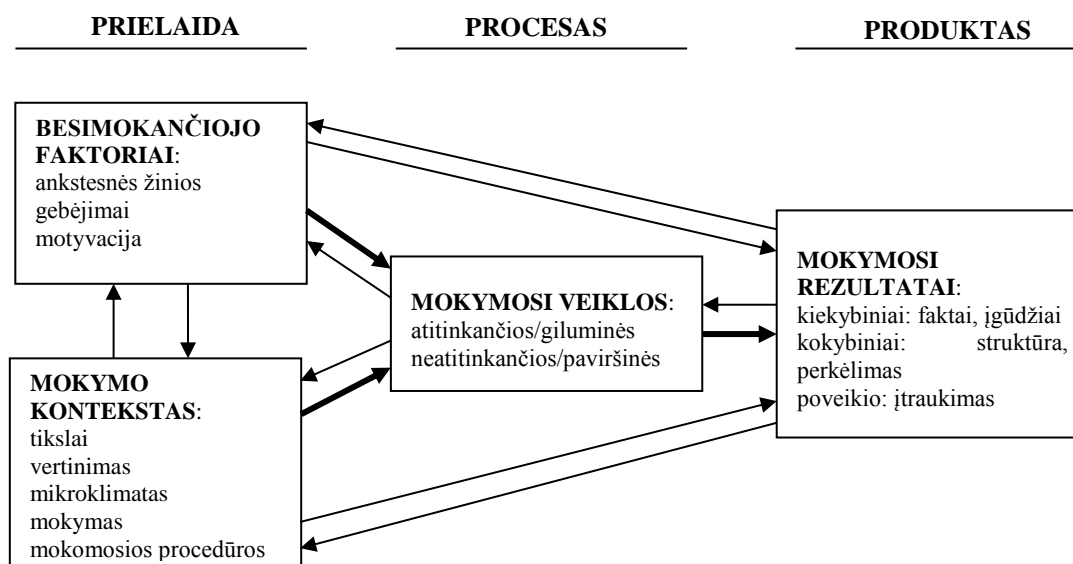 PRIELAIDA
PROCESAS
PRODUKTAS
BESIMOKANČIOJO
FAKTORIAI:
ankstesnės žinios
gebėjimai
motyvacija
MOKYMO
KONTEKSTAS:
tikslai
vertinimas
mikroklimatas
mokymas
mokomosios procedūros
MOKYMOSI VEIKLOS:
atitinkančios/giluminės
neatitinkančios/paviršinės
MOKYMOSI
REZULTATAI:
kiekybiniai: faktai, įgūdžiai
kokybiniai: struktūra,
perkėlimas
poveikio: įtraukimas